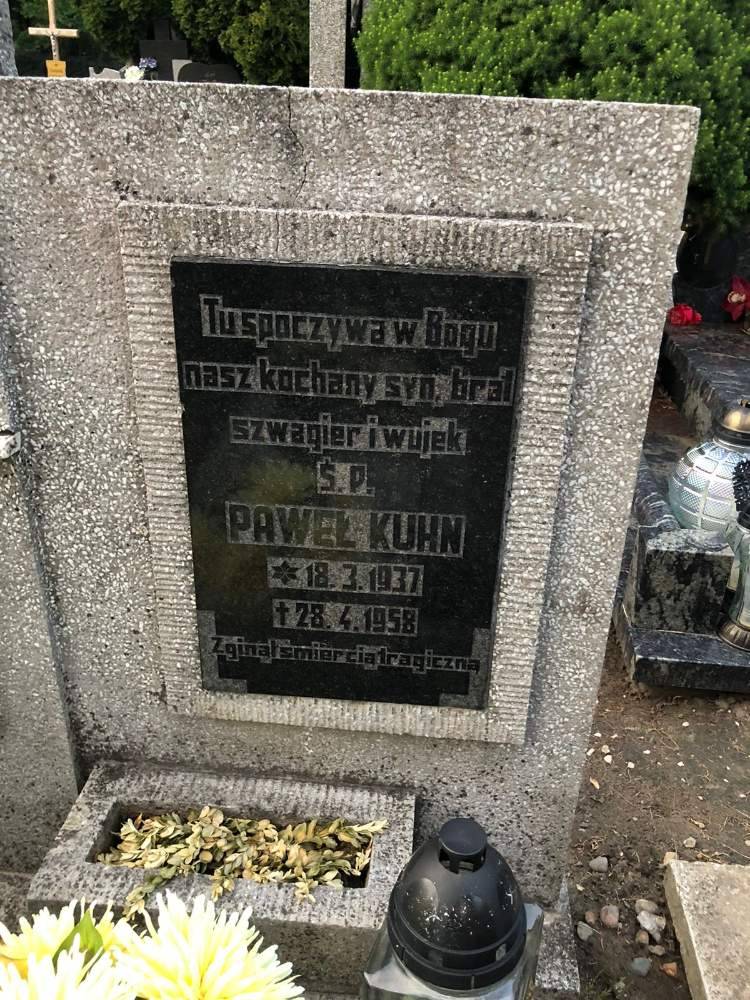 Tu spoczywa w Bogu
nasz kochany syn, brat
szwagier i wujek
Ś. P.
PAWEŁ KUHN
* 18. 3. 1937
† 28. 4. 1958
Zginął śmiercią tragiczną